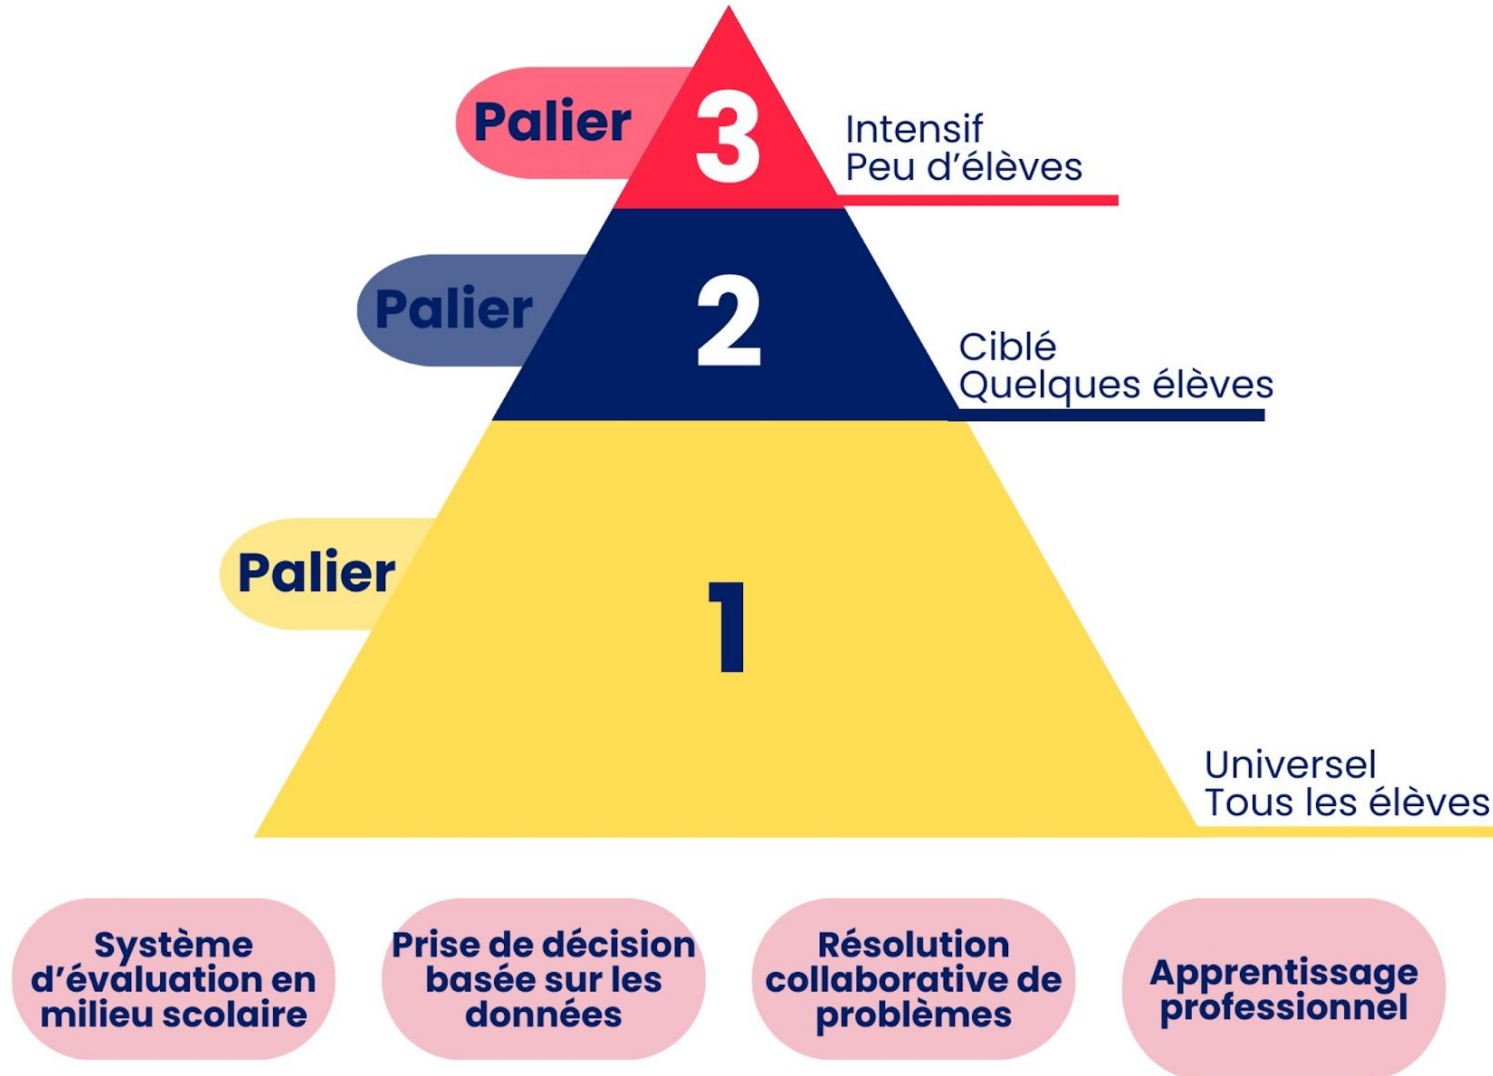 Palier
3
Intensif
Peu d’élèves
Palier
2
Ciblé
Quelques élèves
Palier
1
Universel
Tous les élèves
Système
d’évaluation en
milieu scolaire
Prise de décision
basée sur les
données
Résolution
collaborative de
problèmes
Apprentissage
professionnel